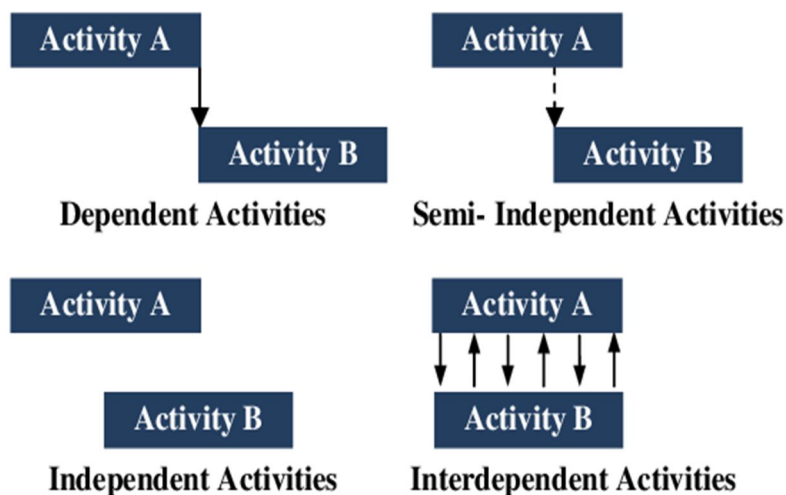 Activity A
Activity B
Dependent Activities
Activity A
Activity B
Semi- Independent Activities
Activity A
Activity B
Independent Activities
Activity A
Activity B
Interdependent Activities